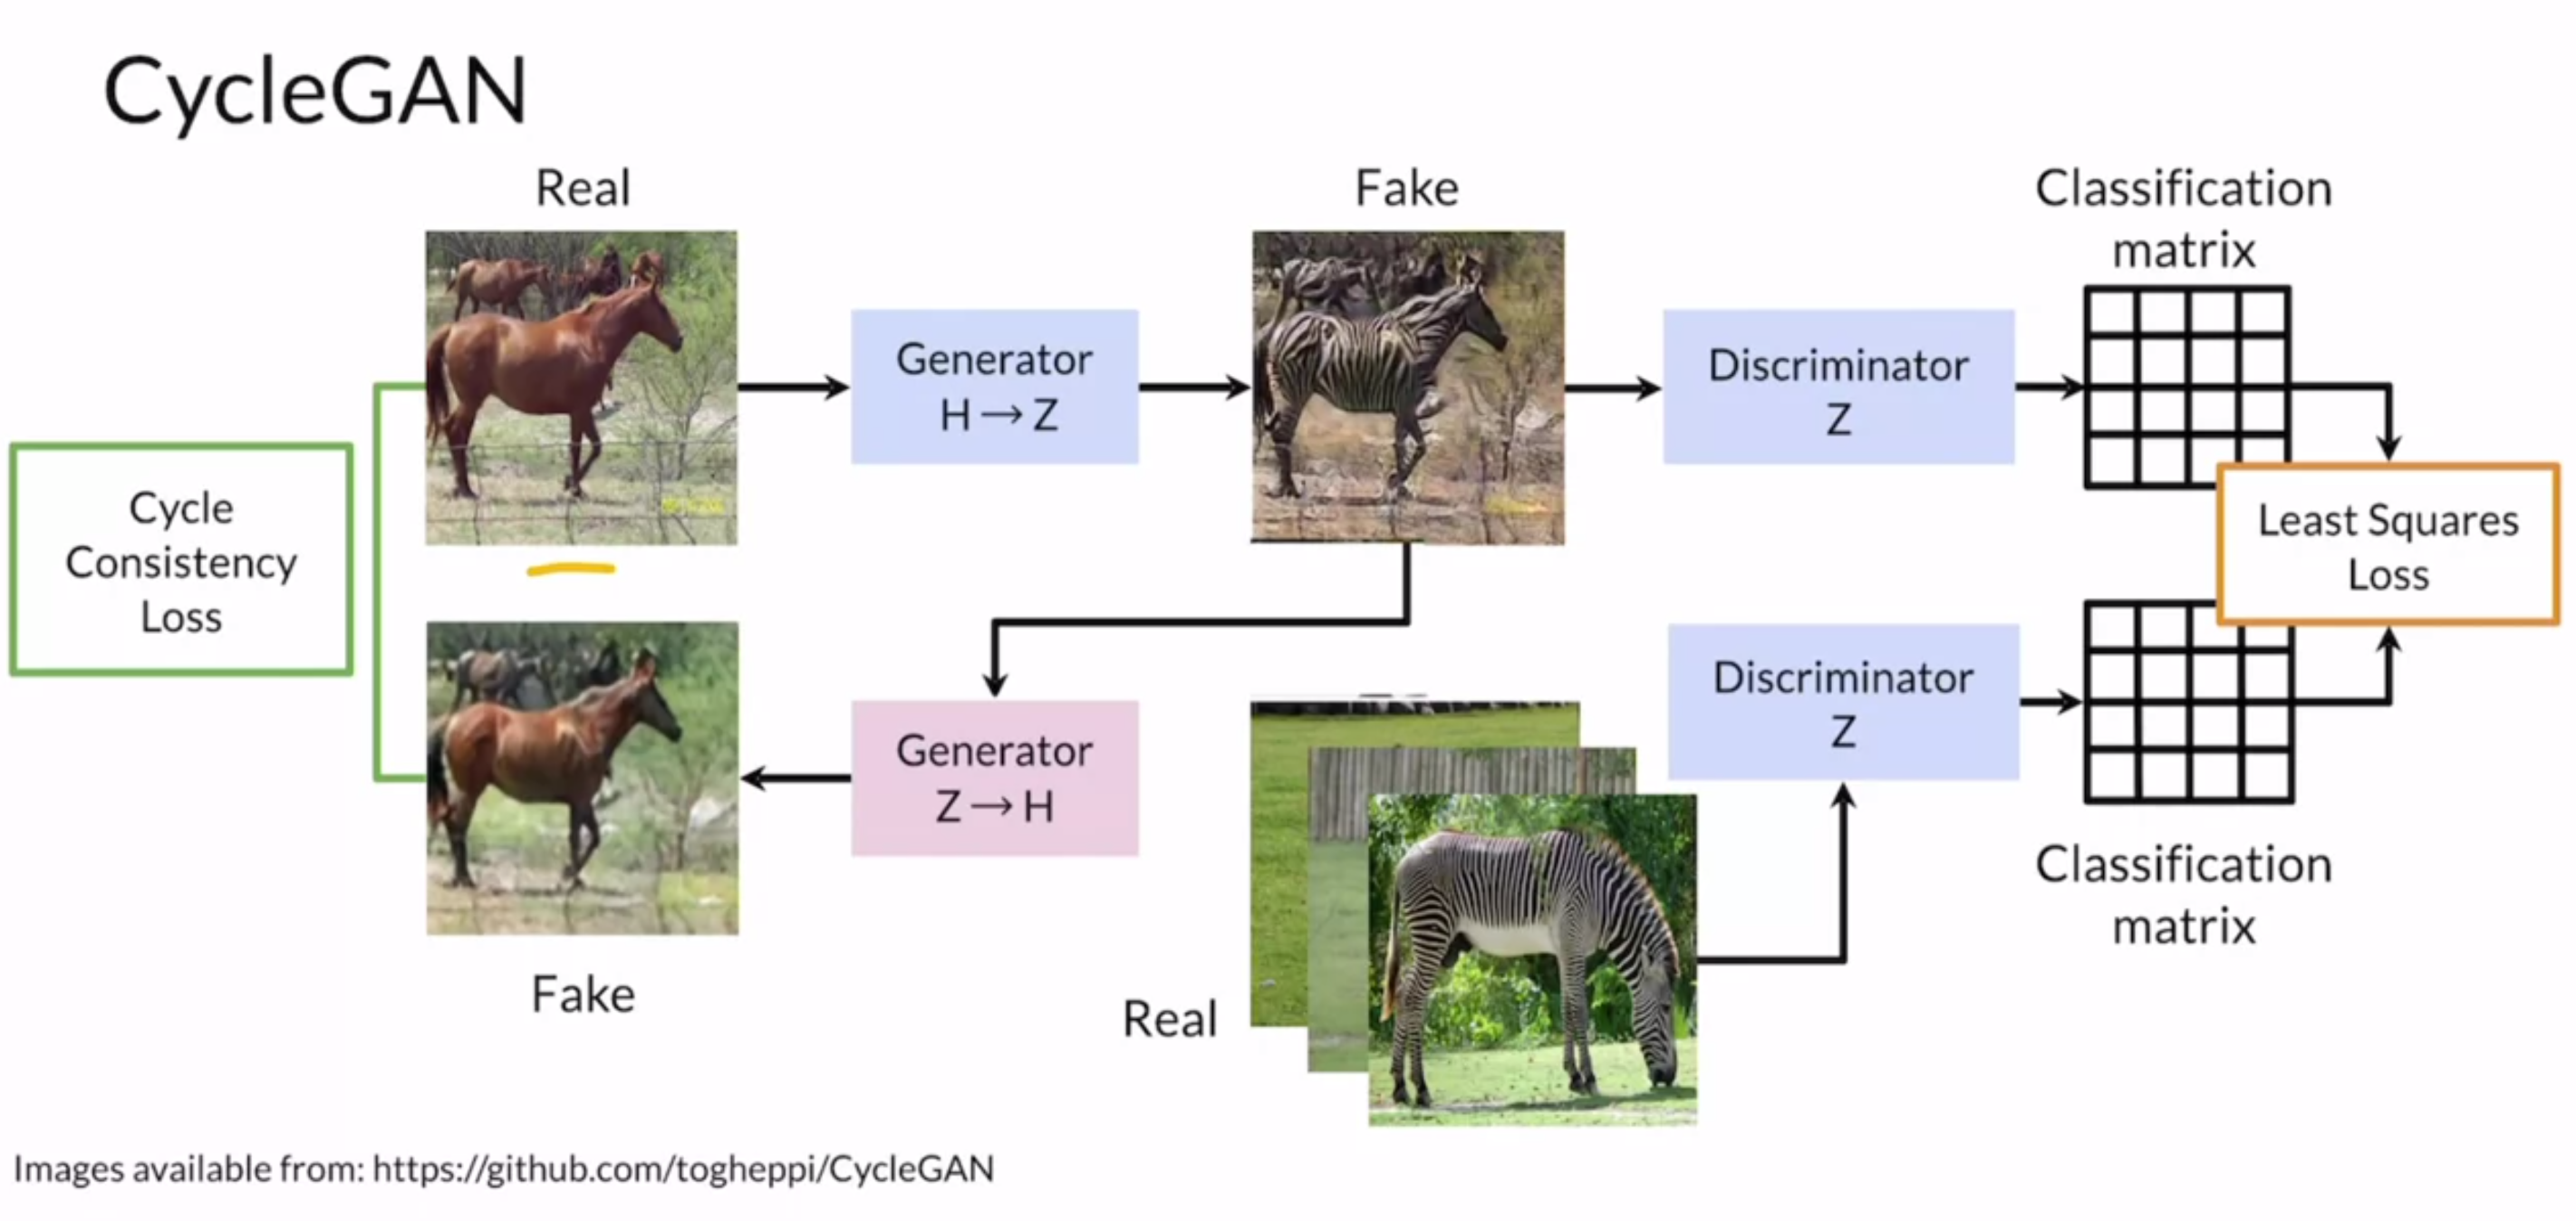 CycleGAN
Real
Fake
Classification
matrix
Generator
H → Z
Discriminator
Z
Cycle
Consistency
Loss
Least Squares
Loss
Generator
Z → H
Discriminator
Z
Fake
Real
Classification
matrix
Images available from: https://github.com/togheppi/CycleGAN